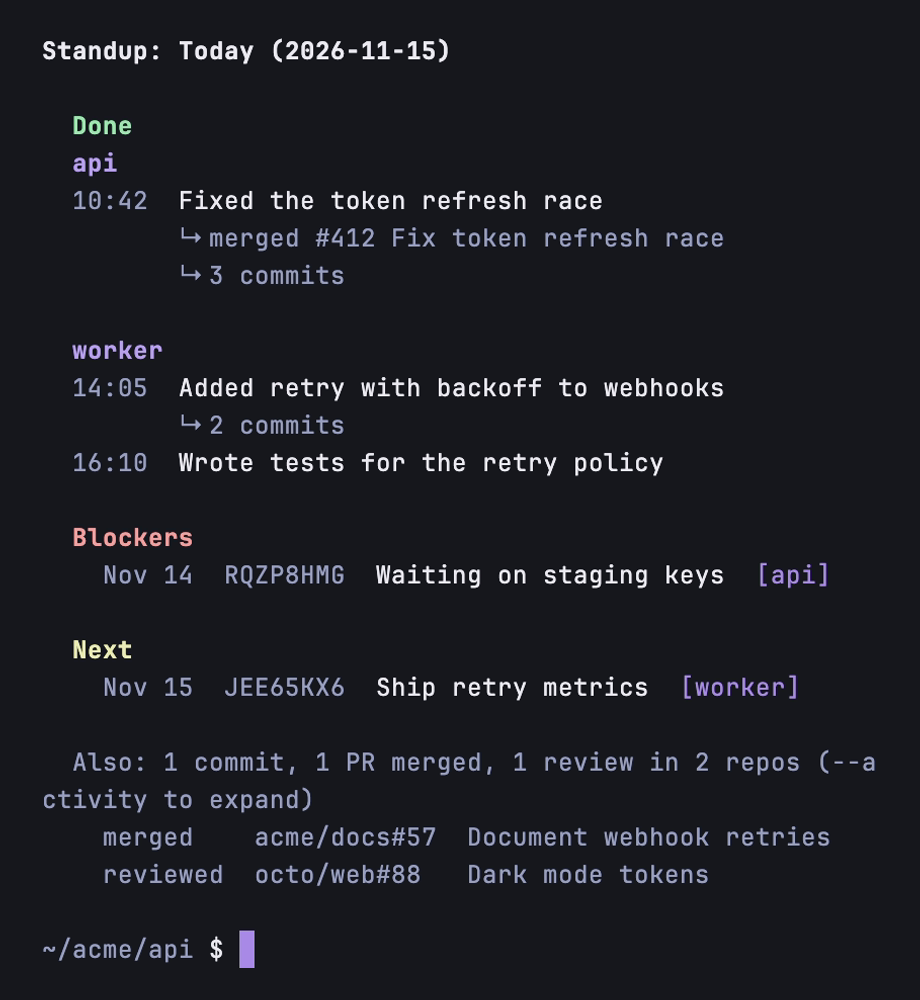 Standup: Today (2026-11-15)
Done
api
10:42  Fixed the token refresh race
↳ merged #412 Fix token refresh race
↳ 3 commits
worker
14:05  Added retry with backoff to webhooks
↳ 2 commits
16:10  Wrote tests for the retry policy
Blockers
Nov 14  RQZP8HMG  Waiting on staging keys  [api]
Next
Nov 15  JEE65KX6  Ship retry metrics  [worker]
Also: 1 commit, 1 PR merged, 1 review in 2 repos (--a
ctivity to expand)
merged    acme/docs#57  Document webhook retries
reviewed  octo/web#88   Dark mode tokens
~/acme/api $